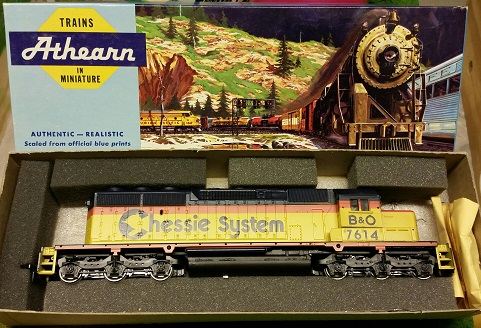 TRAINS
Athearn
IN
MINIATURE
AUTHENTIC — REALISTIC
Scaled from official blue prints
Chessie System
B&O
7614